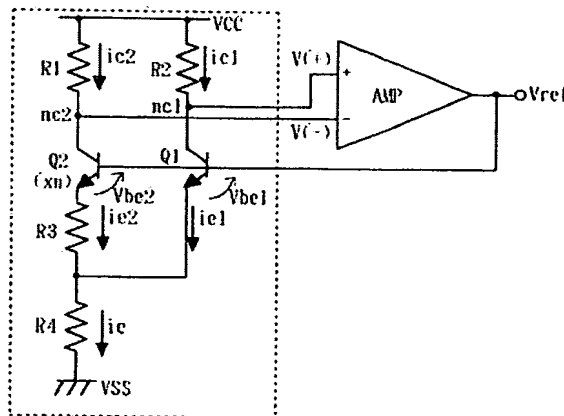 VCC
R1
ic2
R2
ic1
V(+)
+
AMP
Vref
nc2
nc1
V(-)
−
Q2
(xn)
Q1
Vbe2
Vbe1
R3
ie2
ie1
R4
ie
VSS